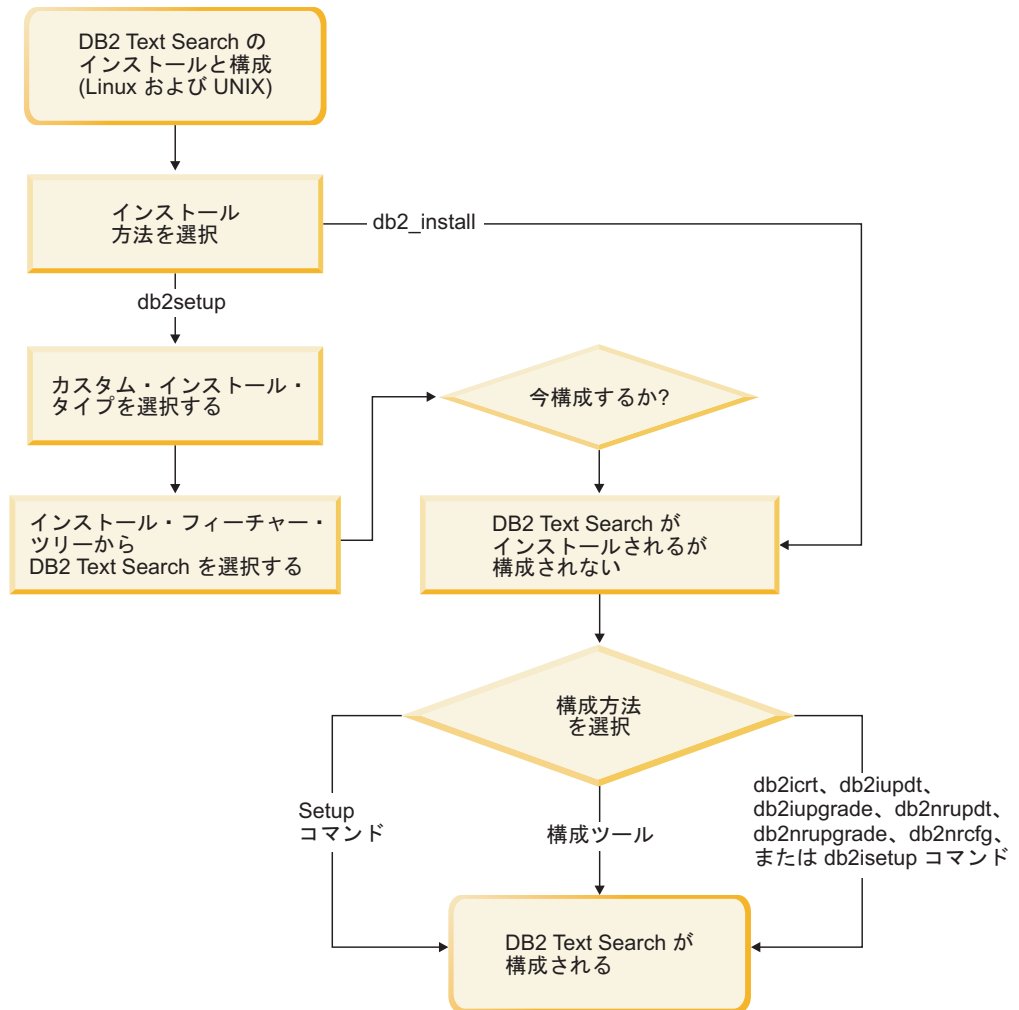 DB2 Text Search の
インストールと構成
(Linux および UNIX)
インストール
方法を選択
db2_install
db2setup
カスタム・インストール・
タイプを選択する
今構成するか?
インストール・フィーチャー・
ツリーから
DB2 Text Search を選択する
DB2 Text Search が
インストールされるが
構成されない
構成方法
を選択
Setup
コマンド
構成ツール
db2icrt、db2iupdt、
db2iupgrade、db2nrupdt、
db2nrupgrade、db2nrcfg、
または db2isetup コマンド
DB2 Text Search が
構成される